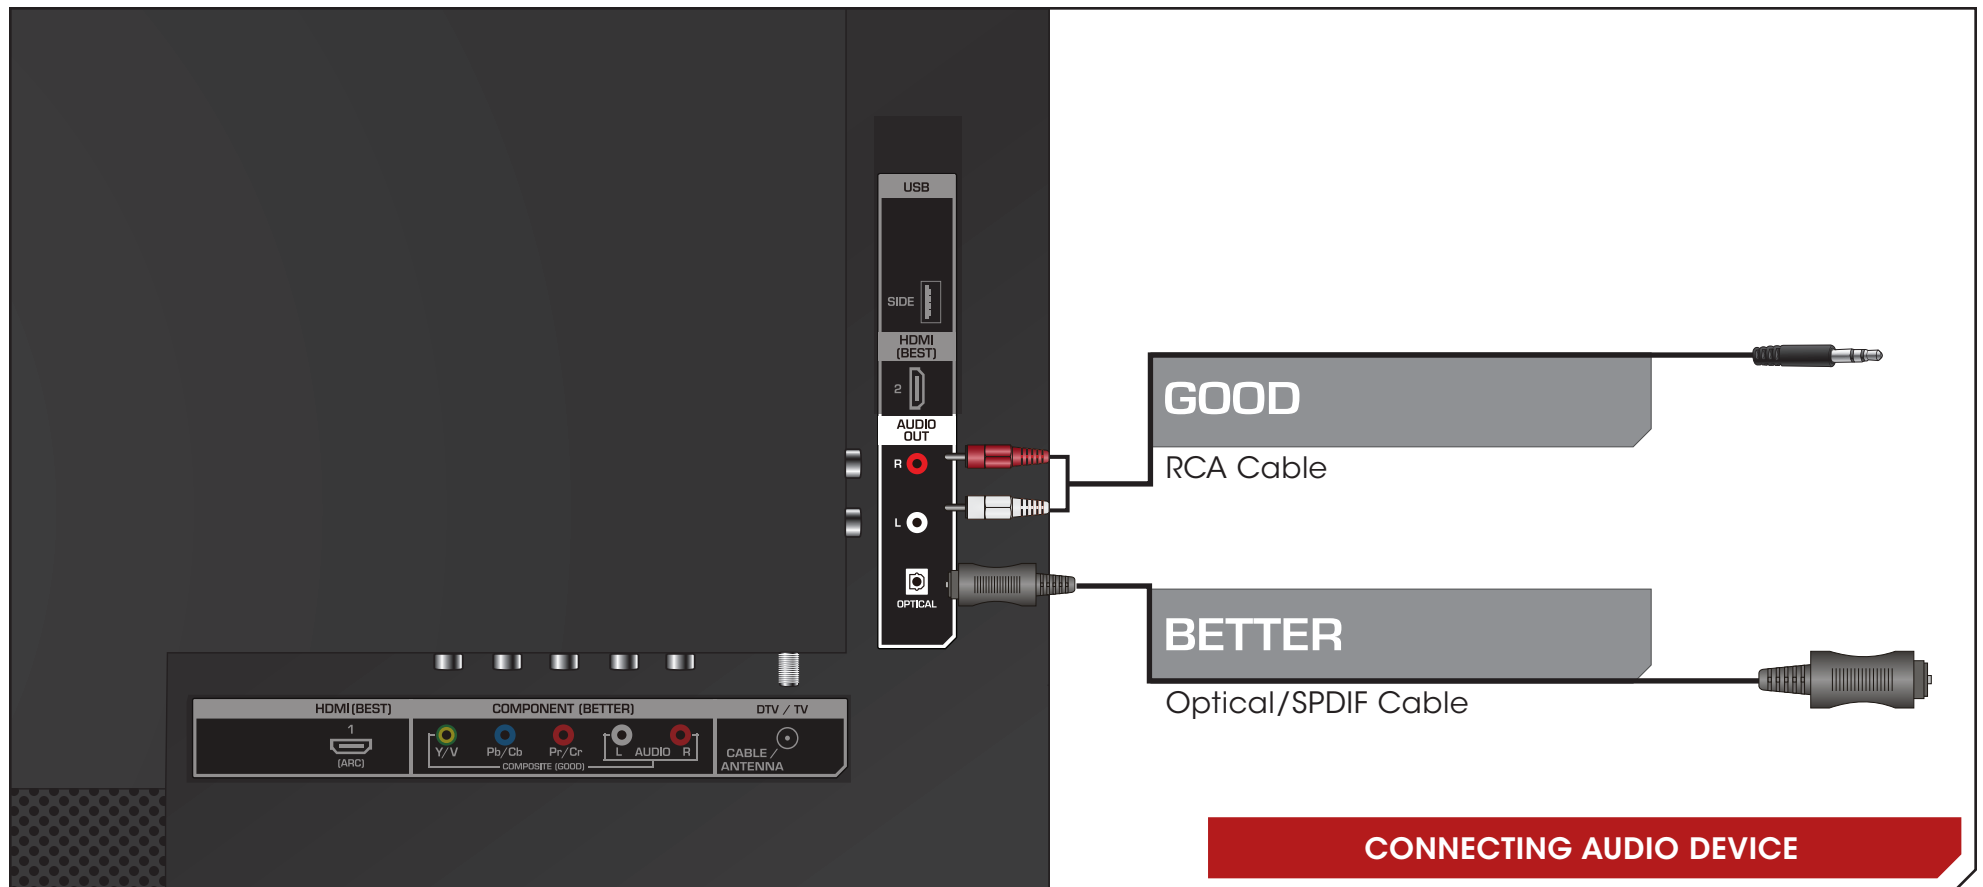 USB
SIDE
HDMI
(BEST)
2
AUDIO
OUT
R
L
OPTICAL
GOOD
RCA Cable
BETTER
Optical/SPDIF Cable
HDMI(BEST)
1
(ARC)
COMPONENT (BETTER)
Y/V Pb/Cb Pr/Cr L AUDIO R
COMPOSITE (GOOD)
DTV / TV
CABLE /
ANTENNA
CONNECTING AUDIO DEVICE